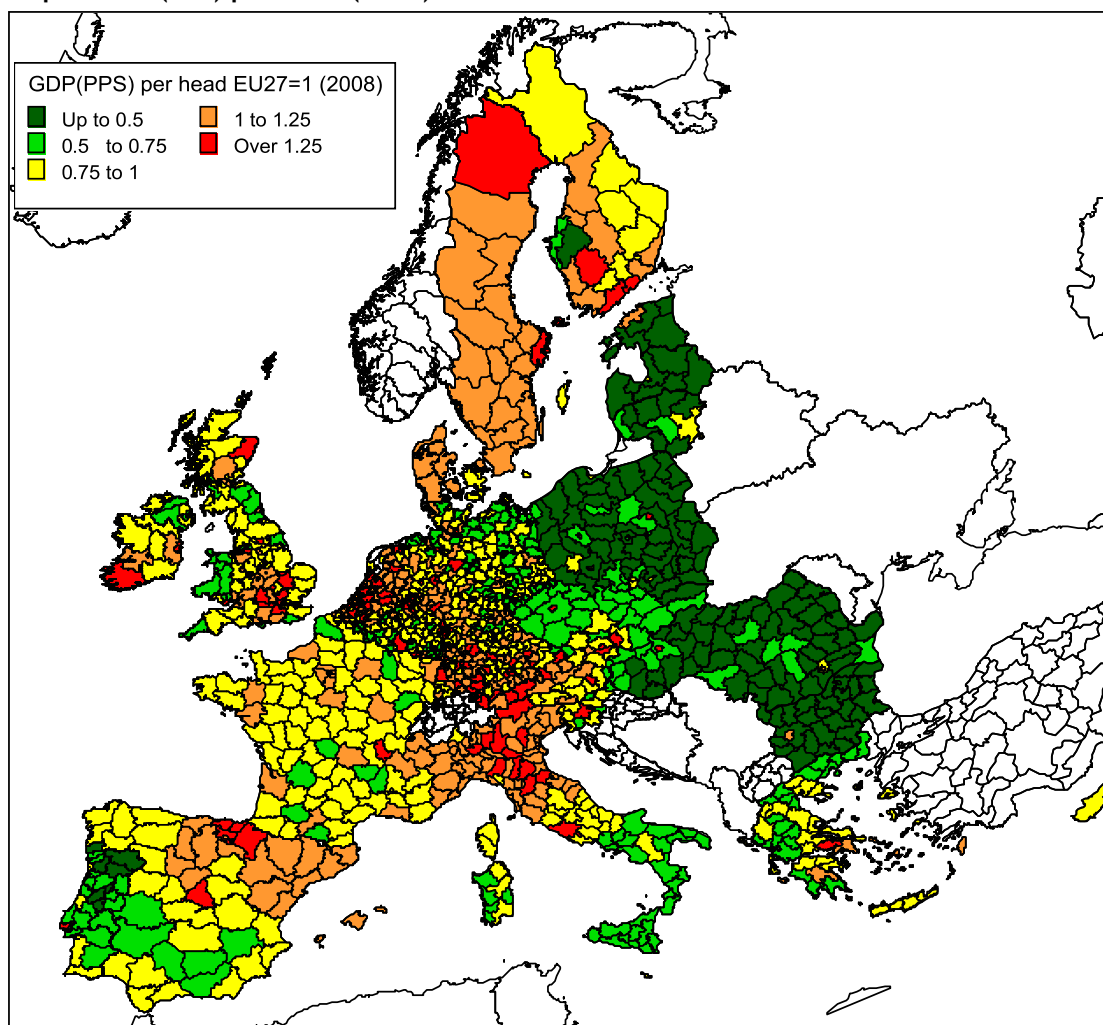 GDP(PPS) per head EU27=1 (2008)
Up to 0.5
0.5 to 0.75
0.75 to 1
1 to 1.25
Over 1.25